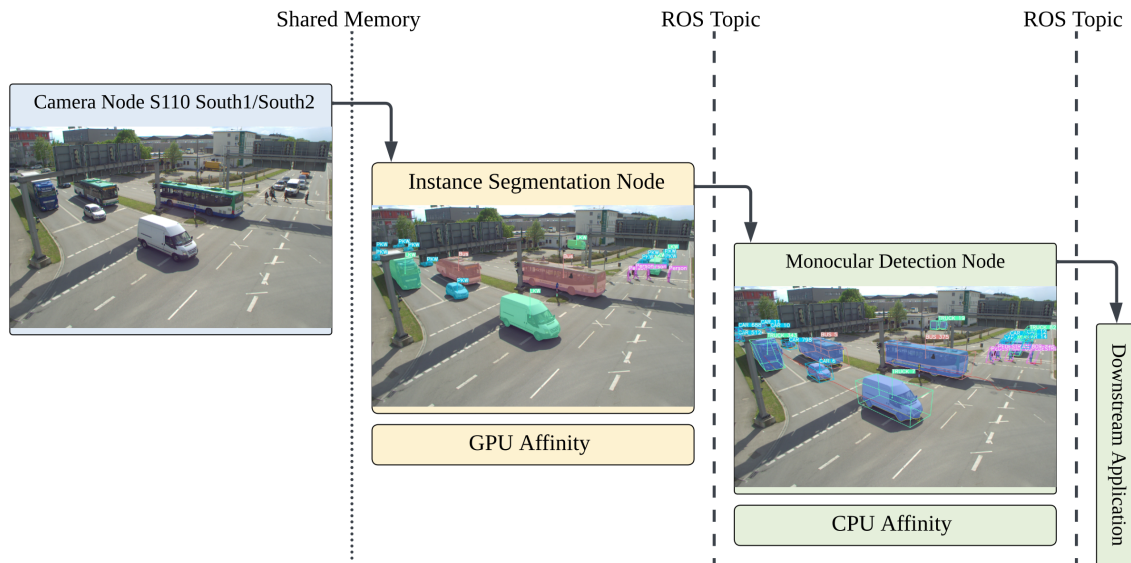 Shared Memory
ROS Topic
ROS Topic
Camera Node S110 South1/South2
Instance Segmentation Node
Monocular Detection Node
GPU Affinity
CPU Affinity
Downstream Application